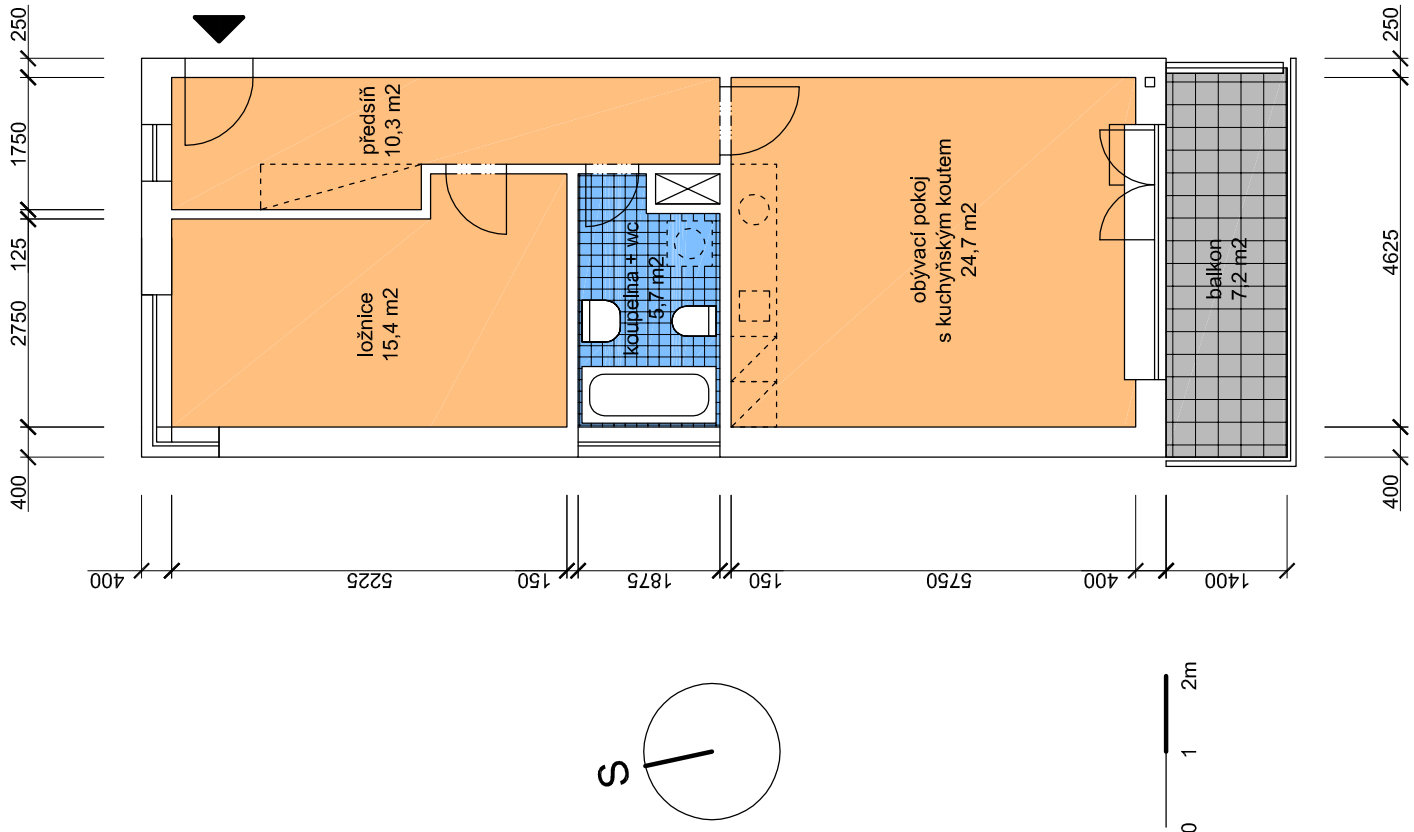 250
1750
125
2750
400
předsíň
10,3 m2
ložnice
15,4 m2
koupelna + wc
5,7 m2
obývací pokoj
s kuchyňským koutem
24,7 m2
balkon
7,2 m2
250
4625
400
400
5225
150
1875
150
5750
400
1400
S
0
1
2m